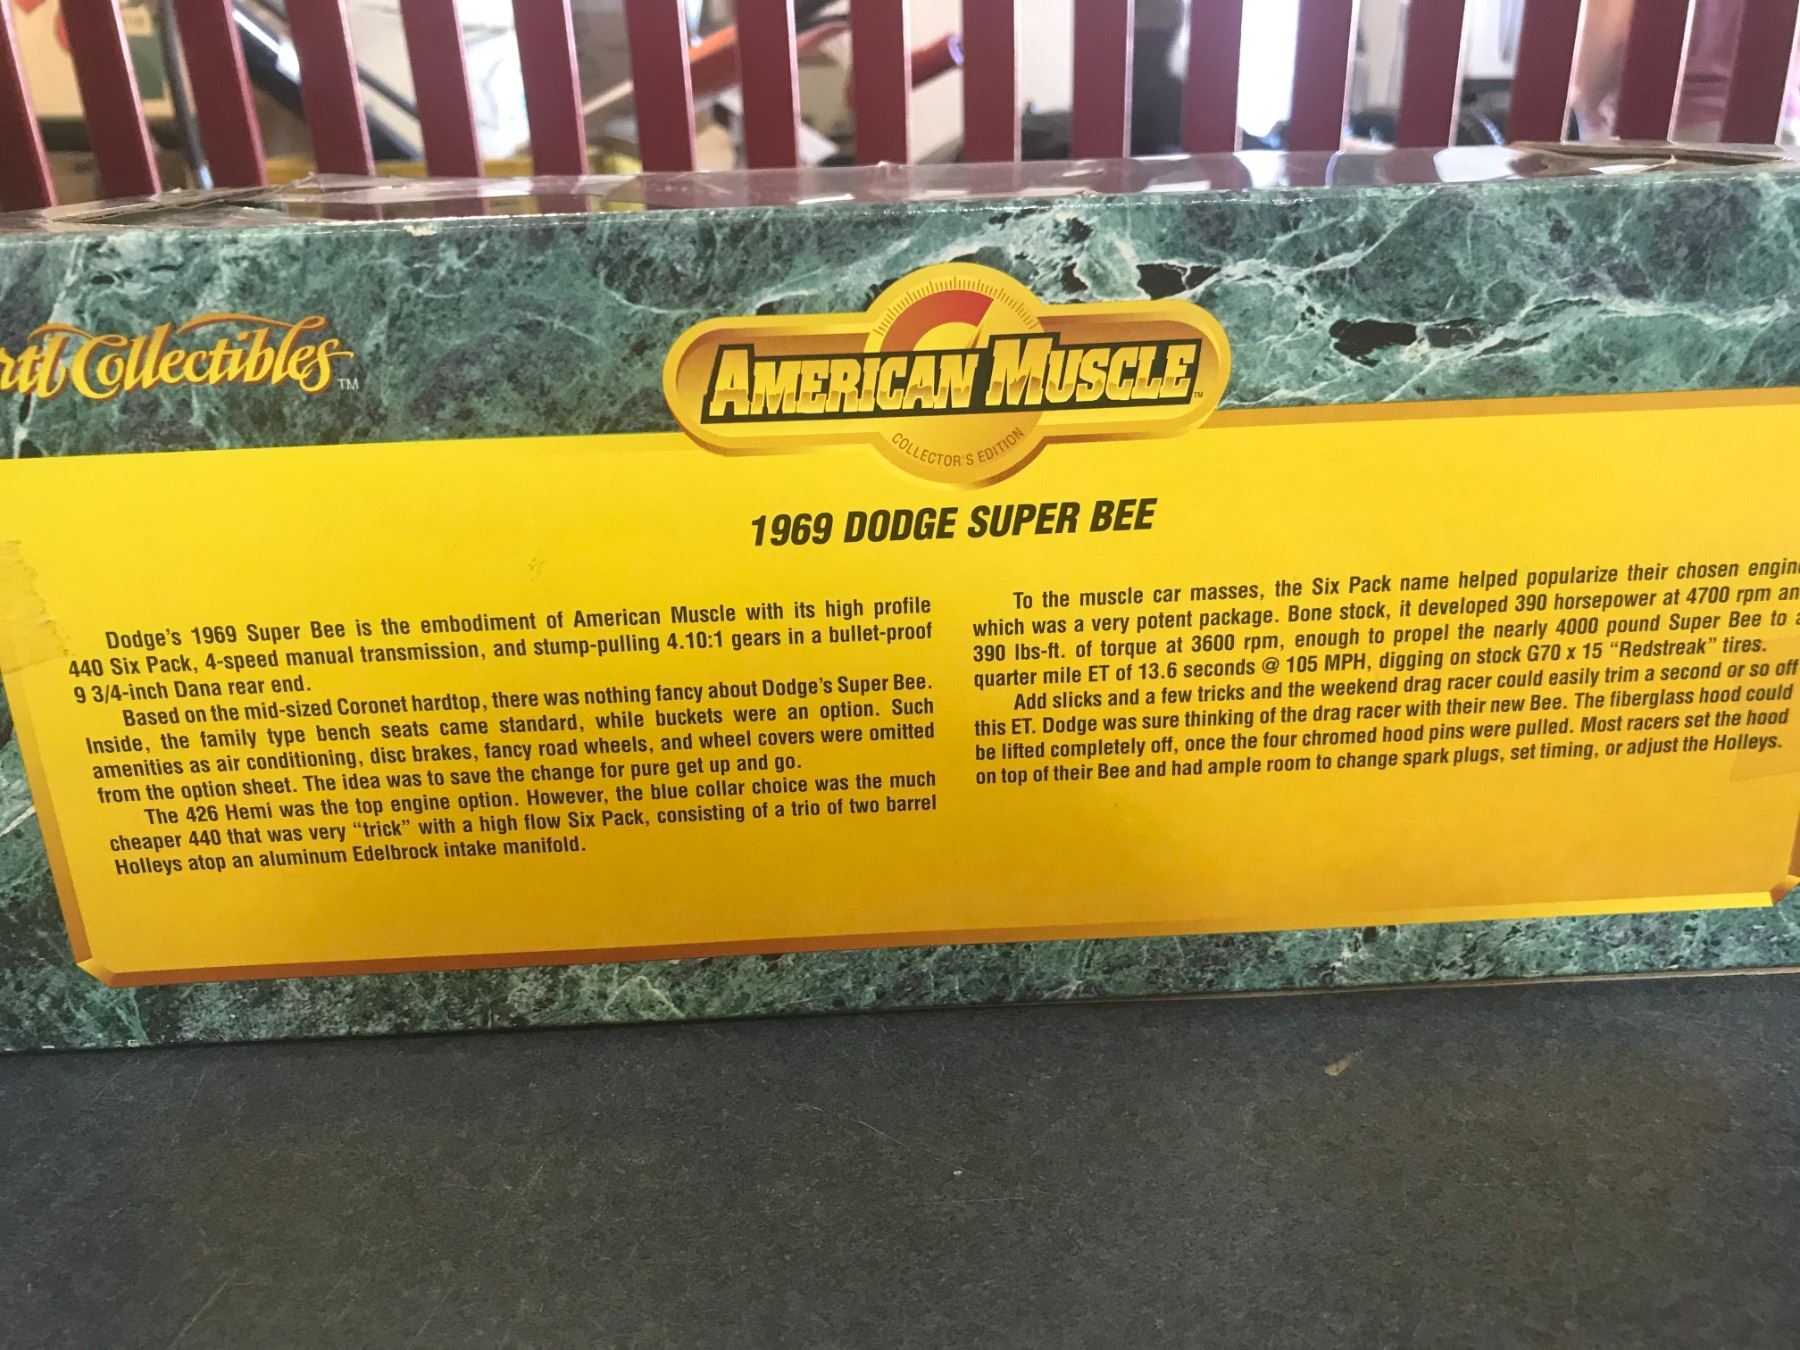 Collectibles™
AMERICAN MUSCLE™
COLLECTOR'S EDITION
1969 DODGE SUPER BEE
Dodge's 1969 Super Bee is the embodiment of American Muscle with its high profile
440 Six Pack, 4-speed manual transmission, and stump-pulling 4.10:1 gears in a bullet-proof
9 3/4-inch Dana rear end.
Based on the mid-sized Coronet hardtop, there was nothing fancy about Dodge's Super Bee.
Inside, the family type bench seats came standard, while buckets were an option. Such
amenities as air conditioning, disc brakes, fancy road wheels, and wheel covers were omitted
from the option sheet. The idea was to save the change for pure get up and go.
The 426 Hemi was the top engine option. However, the blue collar choice was the much
cheaper 440 that was very “trick” with a high flow Six Pack, consisting of a trio of two barrel
Holleys atop an aluminum Edelbrock intake manifold.
To the muscle car masses, the Six Pack name helped popularize their chosen engin
which was a very potent package. Bone stock, it developed 390 horsepower at 4700 rpm an
390 lbs-ft. of torque at 3600 rpm, enough to propel the nearly 4000 pound Super Bee to a
quarter mile ET of 13.6 seconds @ 105 MPH, digging on stock G70 x 15 “Redstreak” tires.
Add slicks and a few tricks and the weekend drag racer could easily trim a second or so off
this ET. Dodge was sure thinking of the drag racer with their new Bee. The fiberglass hood could
be lifted completely off, once the four chromed hood pins were pulled. Most racers set the hood
on top of their Bee and had ample room to change spark plugs, set timing, or adjust the Holleys.